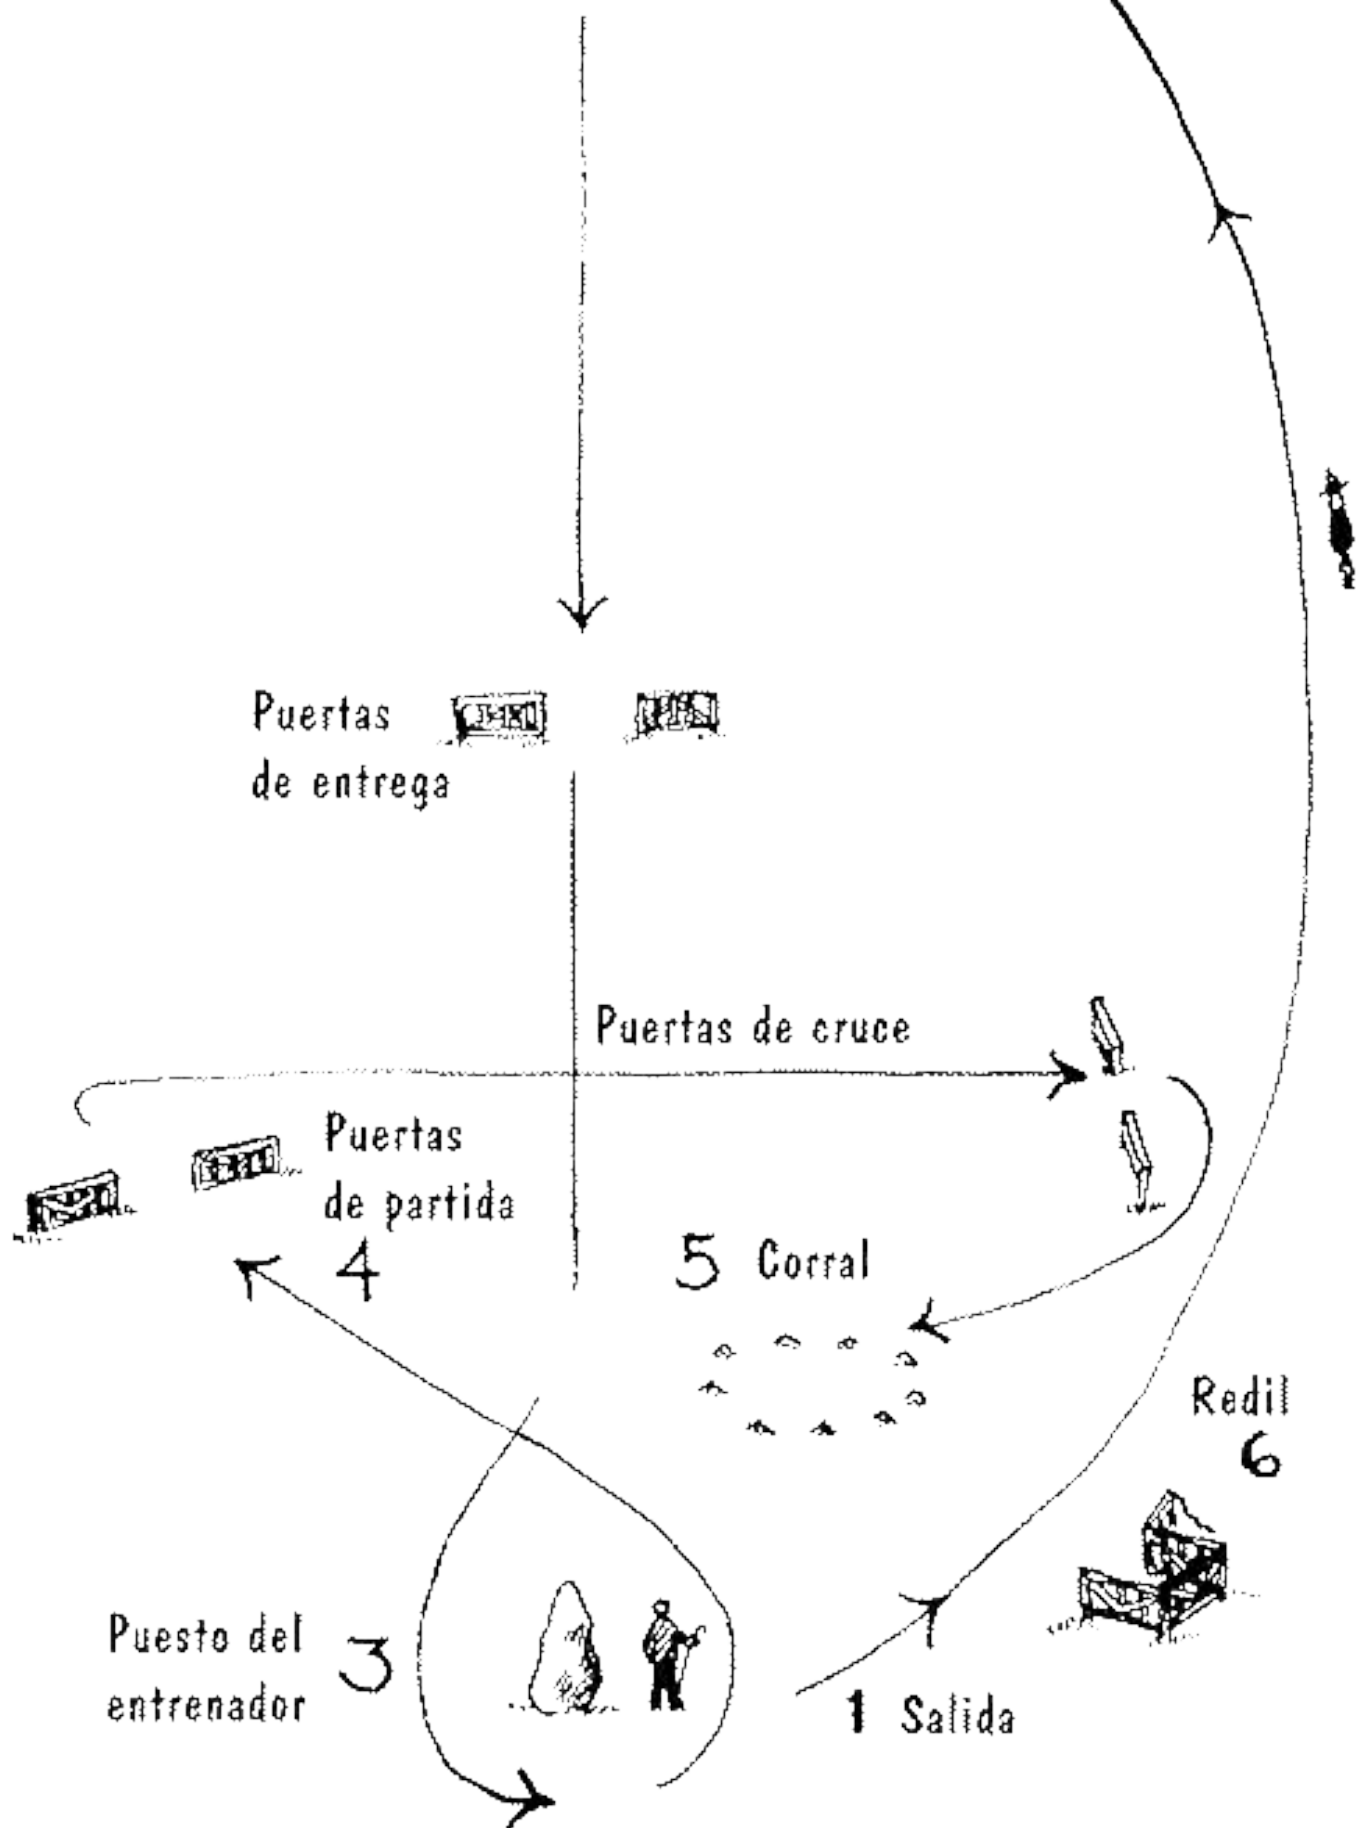 Puertas
de entrega
Puertas de cruce
Puertas
de partida
4
5 Corral
Redil
6
Puesto del
entrenador
3
1 Salida